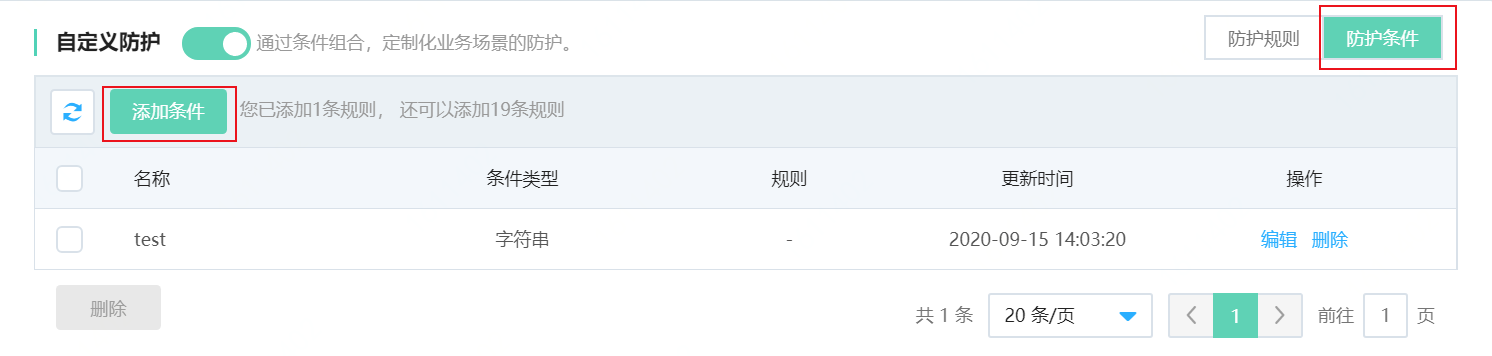 自定义防护 通过条件组合，定制化业务场景的防护。 防护规则 防护条件
添加条件 您已添加1条规则， 还可以添加19条规则
名称 条件类型 规则 更新时间 操作
test 字符串 - 2020-09-15 14:03:20 编辑 删除
删除 共 1 条 20 条/页 1 前往 1 页